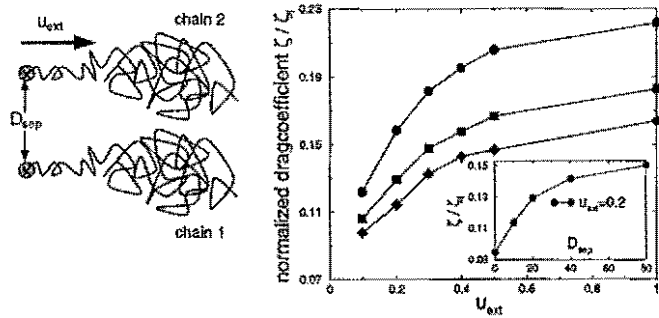 chain 2
u_ext
D_sep
chain 1
normalized dragcoefficient ζ / ζ_fr
0.23
0.19
0.15
0.11
0.07
0
0.2
0.4
0.6
0.8
1
u_ext
0.15
0.13
0.11
0.09
0
20
40
60
80
u_ext=0.2
D_sep